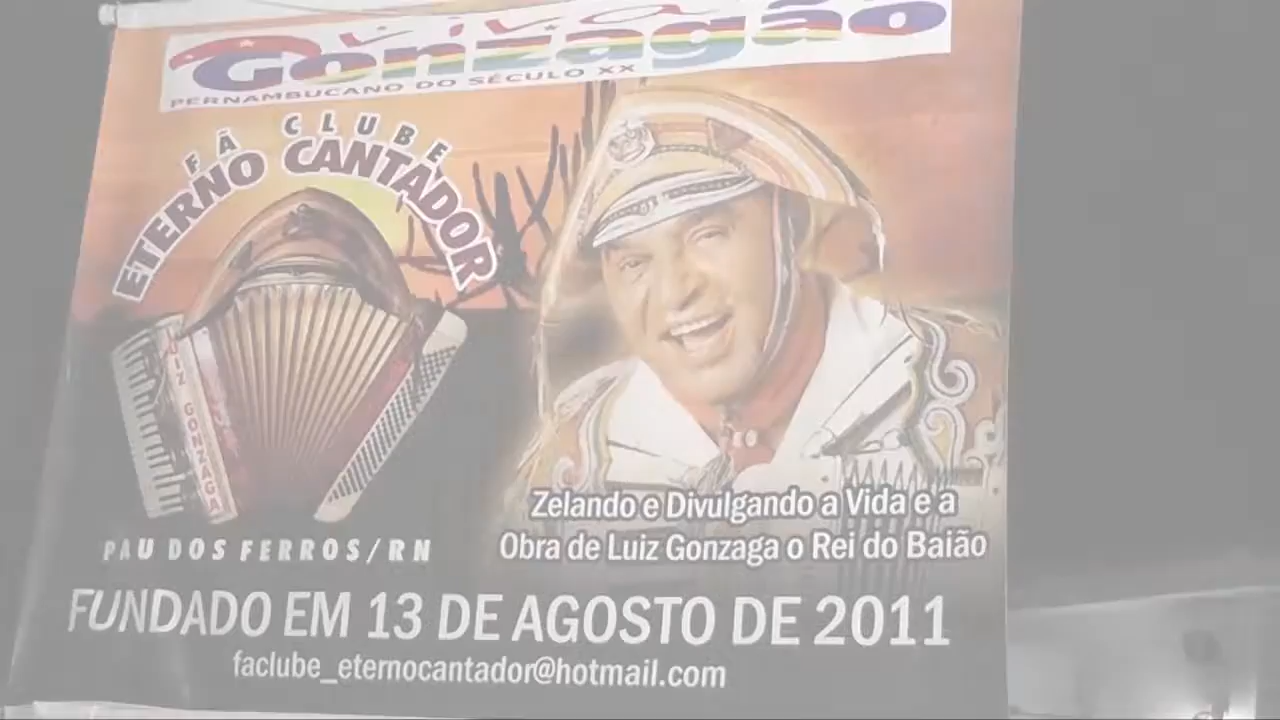 Viva
Gonzagão
PERNAMBUCANO DO SÉCULO XX
FÃ CLUBE
ETERNO CANTADOR
LUIZ GONZAGA
PAU DOS FERROS/RN
Zelando e Divulgando a Vida e a
Obra de Luiz Gonzaga o Rei do Baião
FUNDADO EM 13 DE AGOSTO DE 2011
faclube_eternocantador@hotmail.com